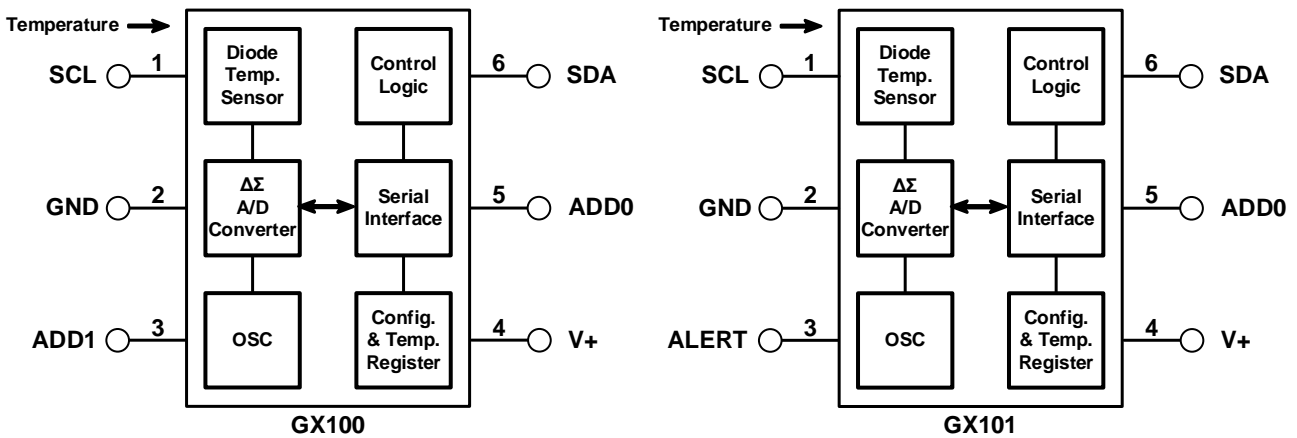 Temperature
SCL
1
Diode
Temp.
Sensor
Control
Logic
6
SDA
GND
2
ΔΣ
A/D
Converter
Serial
Interface
5
ADD0
ADD1
3
OSC
Config.
& Temp.
Register
4
V+
GX100
Temperature
SCL
1
Diode
Temp.
Sensor
Control
Logic
6
SDA
GND
2
ΔΣ
A/D
Converter
Serial
Interface
5
ADD0
ALERT
3
OSC
Config.
& Temp.
Register
4
V+
GX101